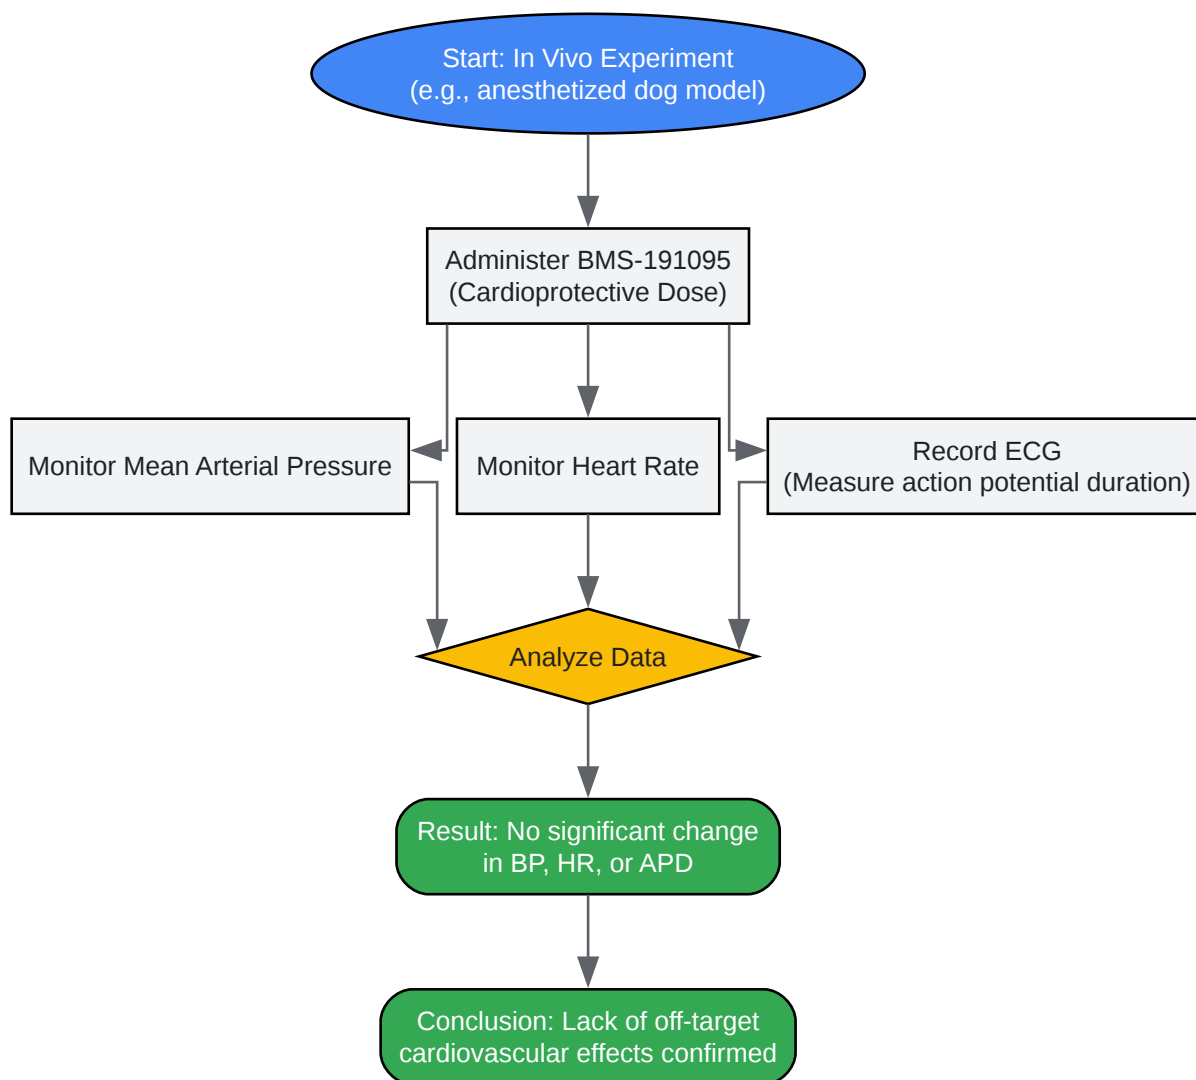 Start: In Vivo Experiment
(e.g., anesthetized dog model)
Administer BMS-191095
(Cardioprotective Dose)
Monitor Mean Arterial Pressure
Monitor Heart Rate
Record ECG
(Measure action potential duration)
Analyze Data
Result: No significant change
in BP, HR, or APD
Conclusion: Lack of off-target
cardiovascular effects confirmed